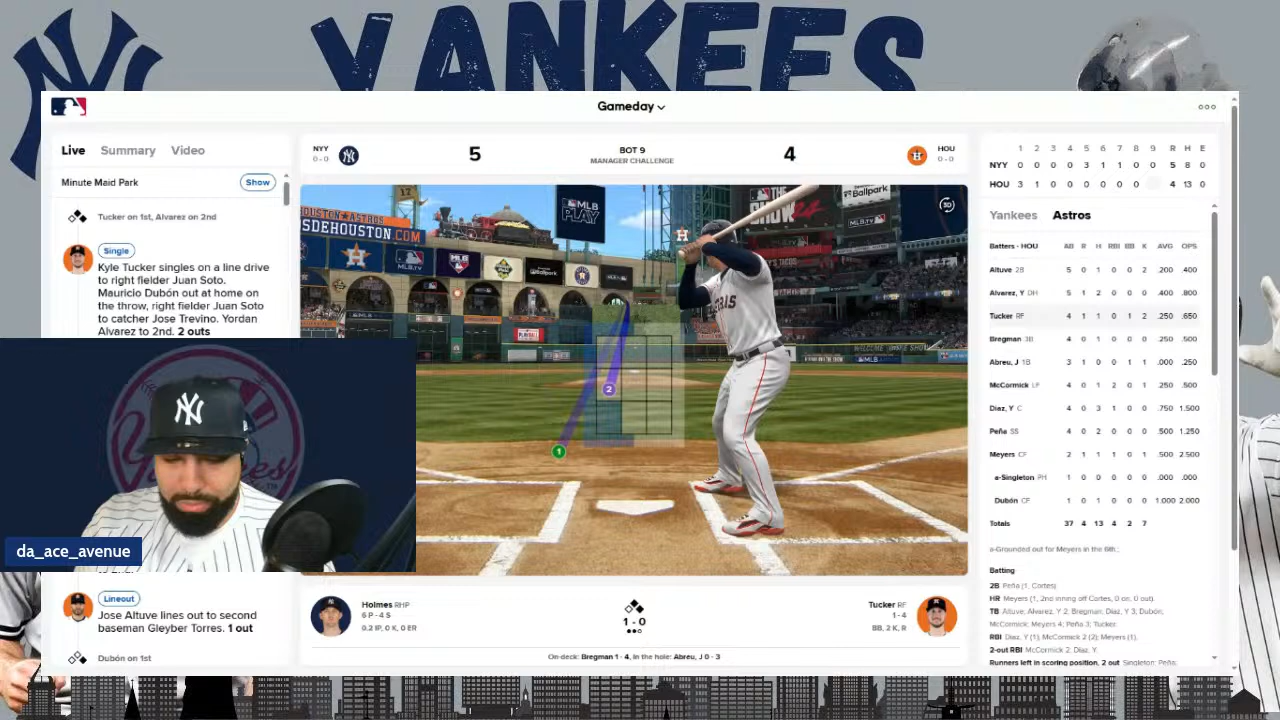 YANKEES
Gameday
Live Summary Video
Minute Maid Park
Show
Tucker on 1st, Alvarez on 2nd
Single
Kyle Tucker singles on a line drive
to right fielder Juan Soto.
Mauricio Dubón out at home on
the throw, right fielder Juan Soto
to catcher Jose Trevino. Yordan
Alvarez to 2nd. 2 outs
da_ace_avenue
Lineout
Jose Altuve lines out to second
baseman Gleyber Torres. 1 out
Dubón on 1st
NYY
0 - 0
5
BOT 9
MANAGER CHALLENGE
4
HOU
0 - 0
17
HOUSTON ASTROS
SDEHOUSTON.COM
MLB 9
PLAY
Ballpark
MLB.TV
3D
2
1
Holmes RHP
6 P - 4 S
0.2 IP, 0 K, 0 ER
1 - 0
Tucker RF
1 - 4
BB, 2 K, R
On-deck: Bregman 1 - 4, In the hole: Abreu, J 0 - 3
1 2 3 4 5 6 7 8 9 R H E
NYY 0 0 0 0 3 1 1 0 0 5 8 0
HOU 3 1 0 0 0 0 0 0 4 13 0
Yankees Astros
Batters - HOU AB R H RBI BB K AVG OPS
Altuve 2B 5 0 1 0 0 2 .200 .400
Alvarez, Y DH 5 1 2 0 0 0 .400 .800
Tucker RF 4 1 1 0 1 2 .250 .650
Bregman 3B 4 0 1 0 0 0 .250 .500
Abreu, J 1B 3 1 0 0 1 1 .000 .250
McCormick LF 4 0 1 2 0 1 .250 .500
Diaz, Y C 4 0 3 1 0 0 .750 1.500
Peña SS 4 0 2 0 0 0 .500 1.250
Meyers CF 2 1 1 1 0 1 .500 2.500
a-Singleton PH 1 0 0 0 0 0 .000 .000
Dubón CF 1 0 1 0 0 0 1.000 2.000
Totals 37 4 13 4 2 7
a-Grounded out for Meyers in the 6th.;
Batting
2B Peña (1, Cortes).
HR Meyers (1, 2nd inning off Cortes, 0 on, 0 out).
TB Altuve; Alvarez, Y 2; Bregman; Diaz, Y 3; Dubón;
McCormick; Meyers 4; Peña 3; Tucker.
RBI Diaz, Y (1); McCormick 2 (2); Meyers (1).
2-out RBI McCormick 2; Diaz, Y.
Runners left in scoring position, 2 out Singleton; Peña;